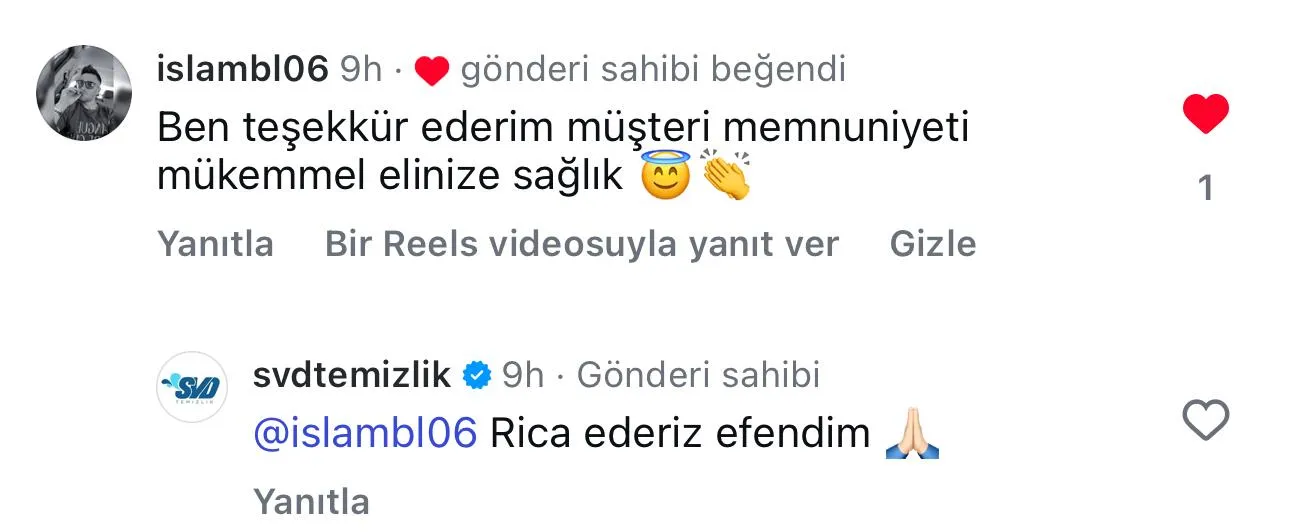 islambl06 9h · ❤️ gönderi sahibi beğendi
Ben teşekkür ederim müşteri memnuniyeti
mükemmel elinize sağlık 😇👏
1
Yanıtla Bir Reels videosuyla yanıt ver Gizle
SVD
TEMİZLİK
svdtemizlik 9h · Gönderi sahibi
@islambl06 Rica ederiz efendim 🙏🏻
Yanıtla